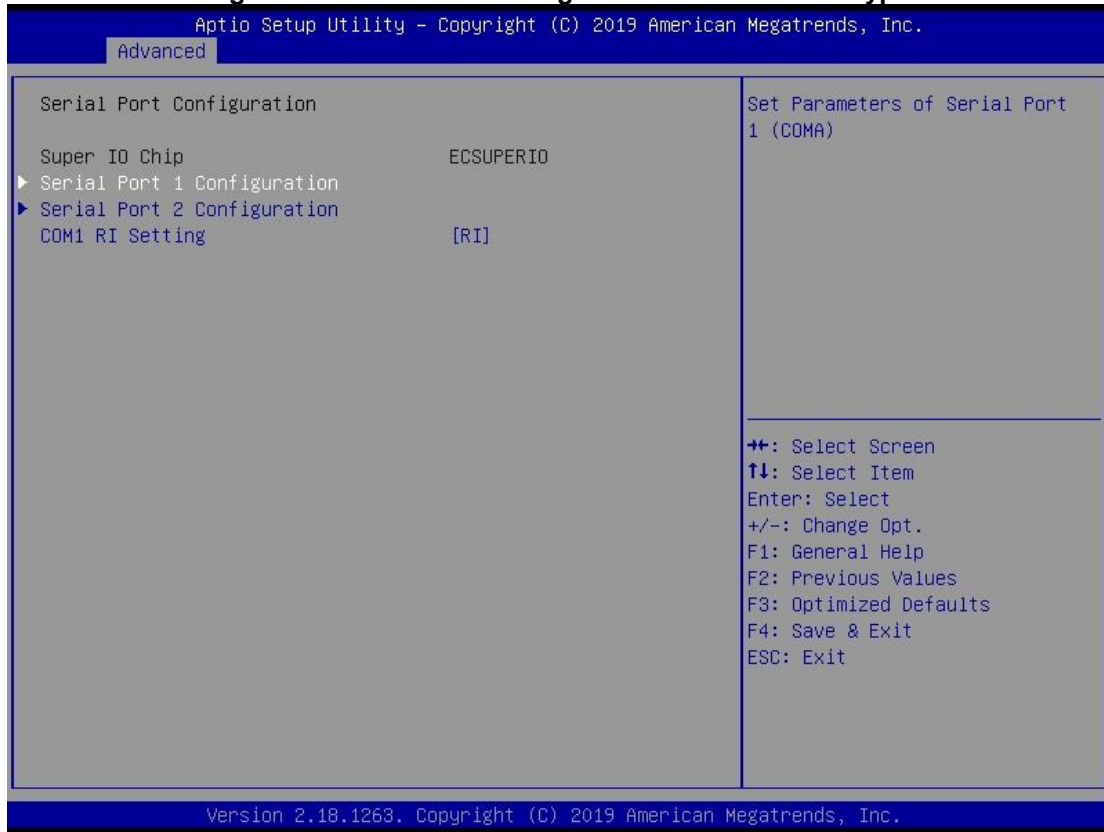 Aptio Setup Utility – Copyright (C) 2019 American Megatrends, Inc.
Advanced
Serial Port Configuration
Super IO Chip ECSUPERIO
Serial Port 1 Configuration
Serial Port 2 Configuration
COM1 RI Setting [RI]
Set Parameters of Serial Port
1 (COMA)
→←: Select Screen
↑↓: Select Item
Enter: Select
+/-: Change Opt.
F1: General Help
F2: Previous Values
F3: Optimized Defaults
F4: Save & Exit
ESC: Exit
Version 2.18.1263. Copyright (C) 2019 American Megatrends, Inc.